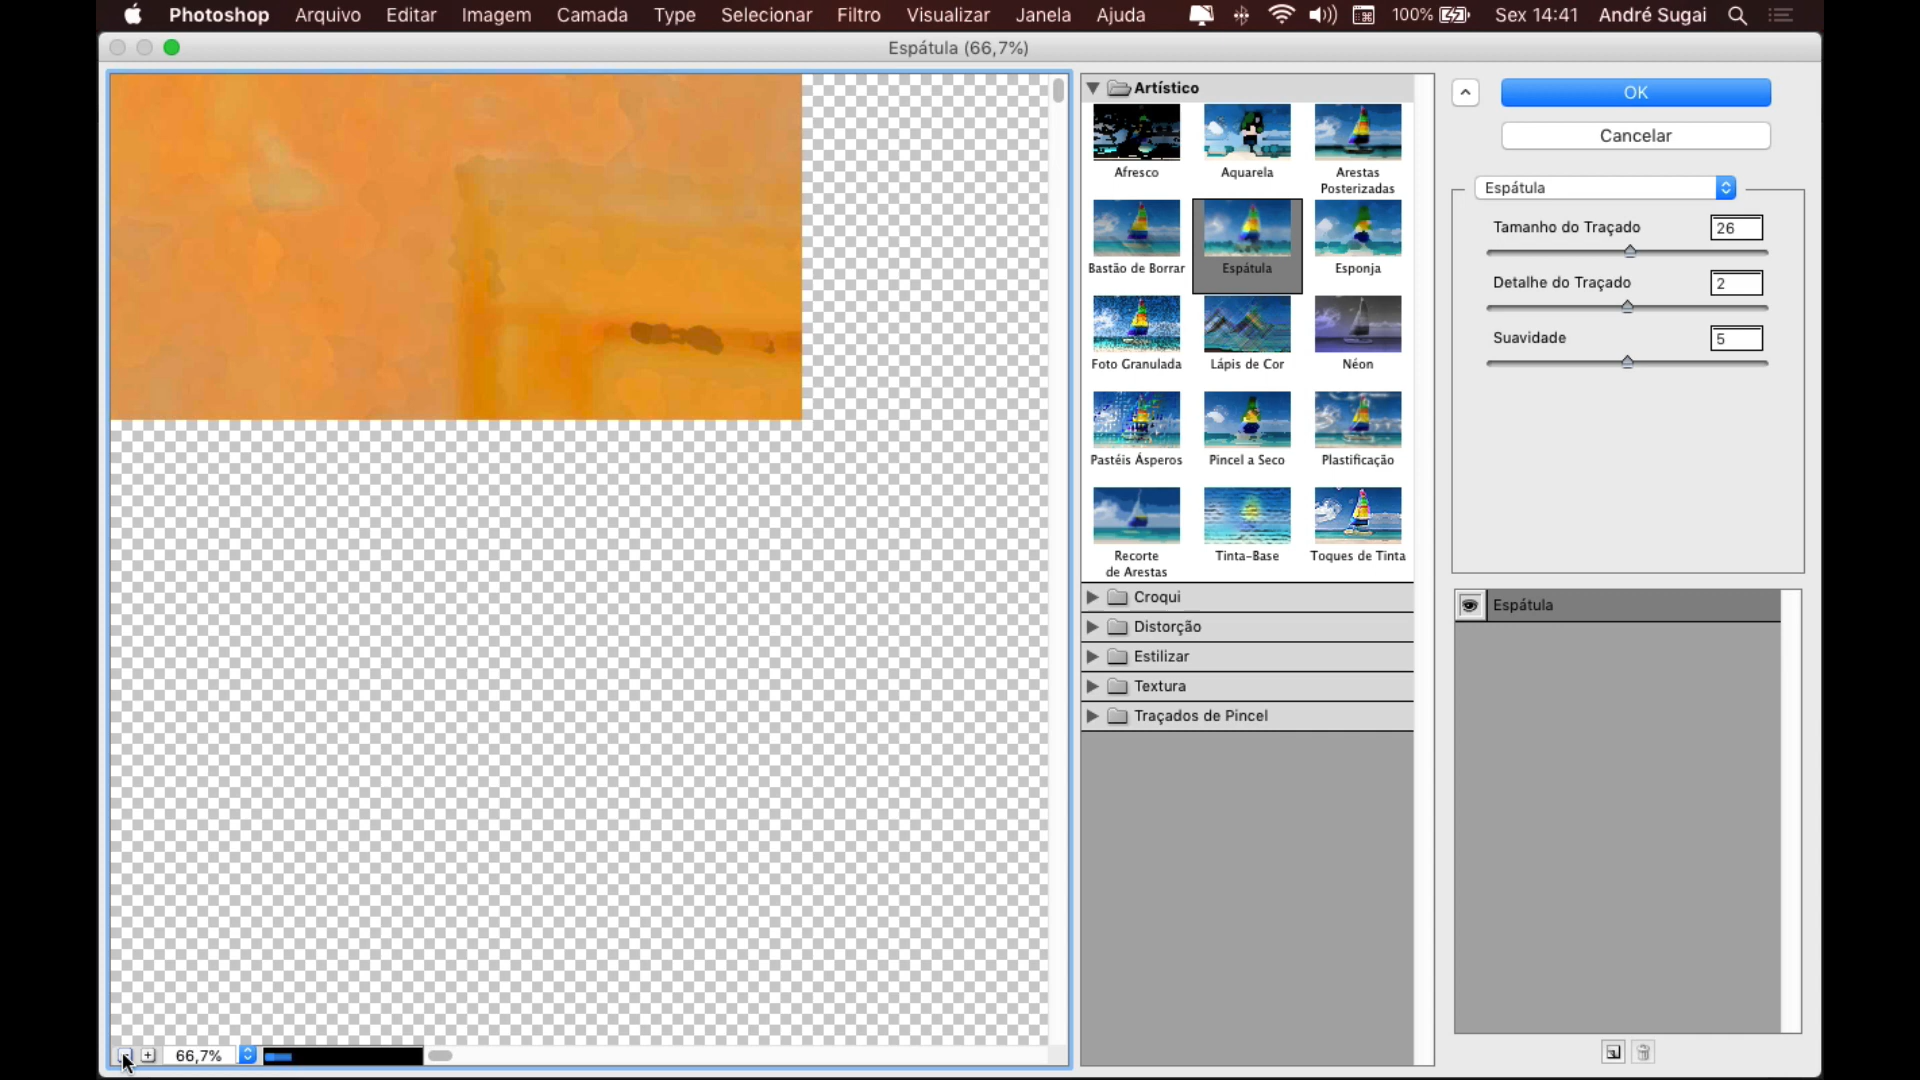 Photoshop Arquivo Editar Imagem Camada Type Selecionar Filtro Visualizar Janela Ajuda 100% Sex 14:41 André Sugai
Espátula (66,7%)
Artístico
Afresco Aquarela Arestas Posterizadas
Bastão de Borrar Espátula Esponja
Foto Granulada Lápis de Cor Néon
Pastéis Ásperos Pincel a Seco Plastificação
Recorte de Arestas Tinta-Base Toques de Tinta
Croqui
Distorção
Estilizar
Textura
Traçados de Pincel
OK
Cancelar
Espátula
Tamanho do Traçado 26
Detalhe do Traçado 2
Suavidade 5
Espátula
66,7%